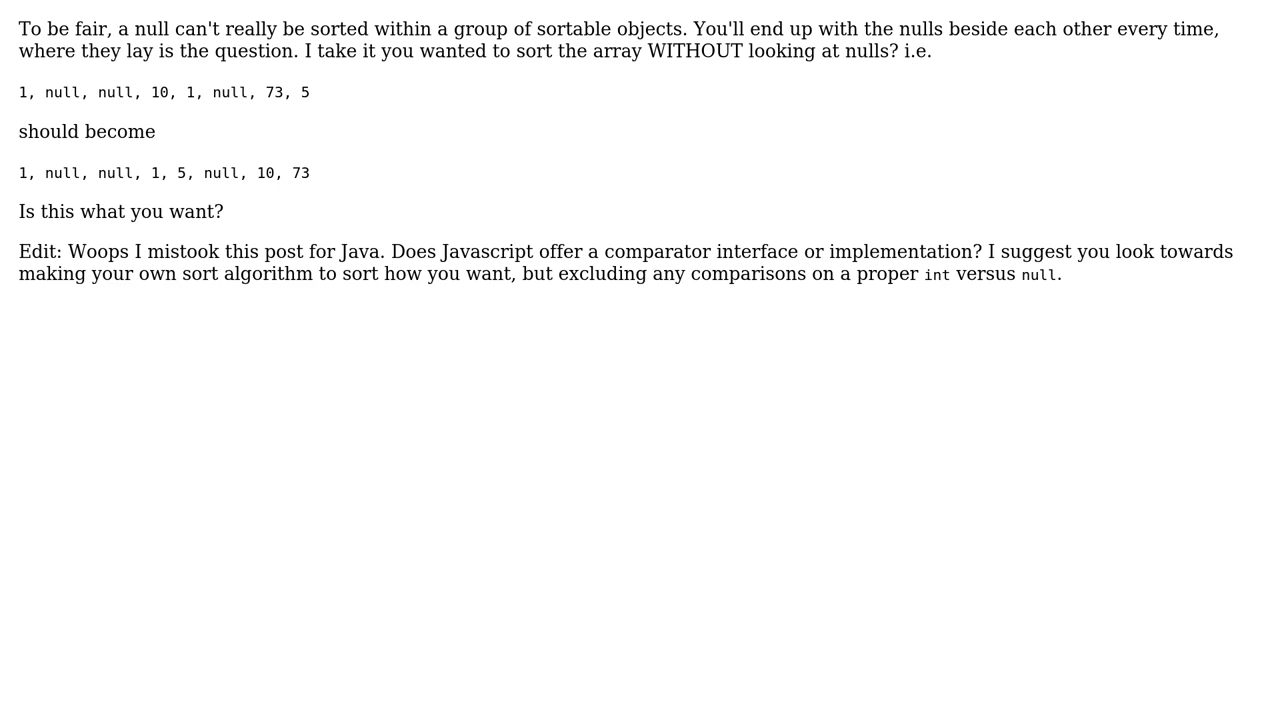 To be fair, a null can't really be sorted within a group of sortable objects. You'll end up with the nulls beside each other every time,
where they lay is the question. I take it you wanted to sort the array WITHOUT looking at nulls? i.e.
1, null, null, 10, 1, null, 73, 5
should become
1, null, null, 1, 5, null, 10, 73
Is this what you want?
Edit: Woops I mistook this post for Java. Does Javascript offer a comparator interface or implementation? I suggest you look towards
making your own sort algorithm to sort how you want, but excluding any comparisons on a proper int versus null.